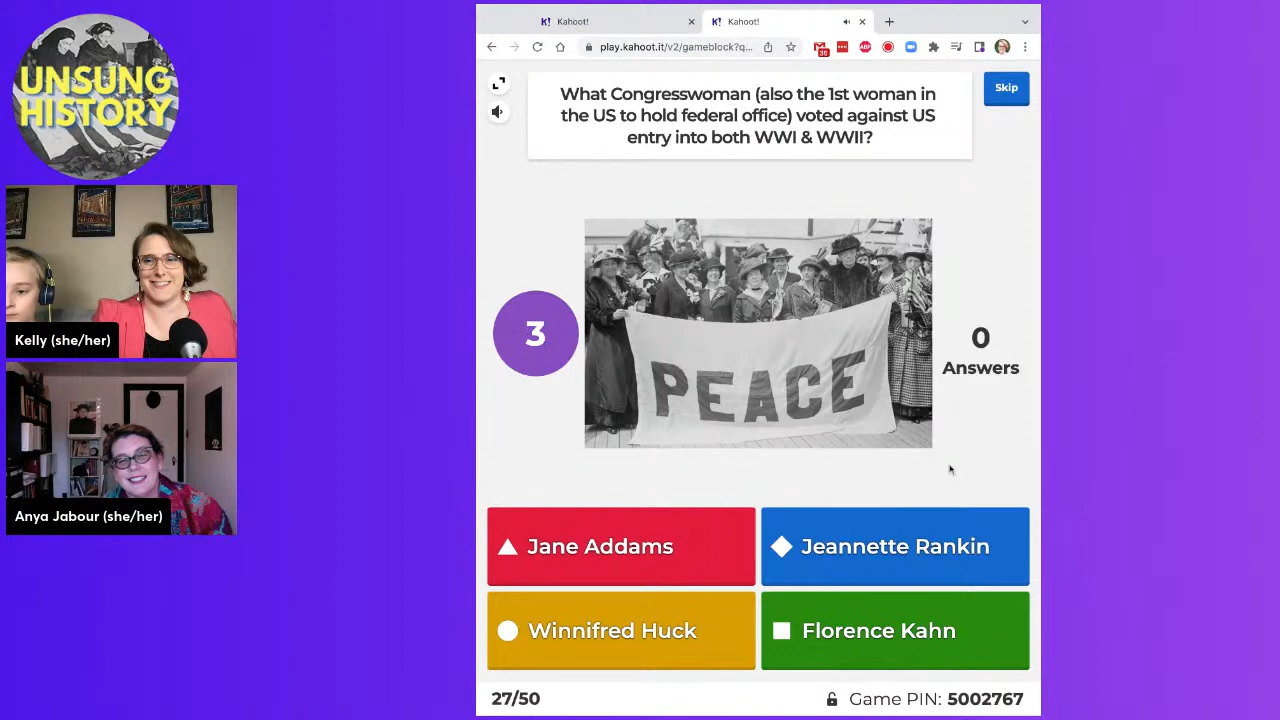 UNSUNG
HISTORY
Kelly (she/her)
Anya Jabour (she/her)
K! Kahoot!
K! Kahoot!
play.kahoot.it/v2/gameblock?q...
ABP
What Congresswoman (also the 1st woman in
the US to hold federal office) voted against US
entry into both WWI & WWII?
Skip
3
PEACE
0
Answers
Jane Addams
Jeannette Rankin
Winnifred Huck
Florence Kahn
27/50
Game PIN: 5002767